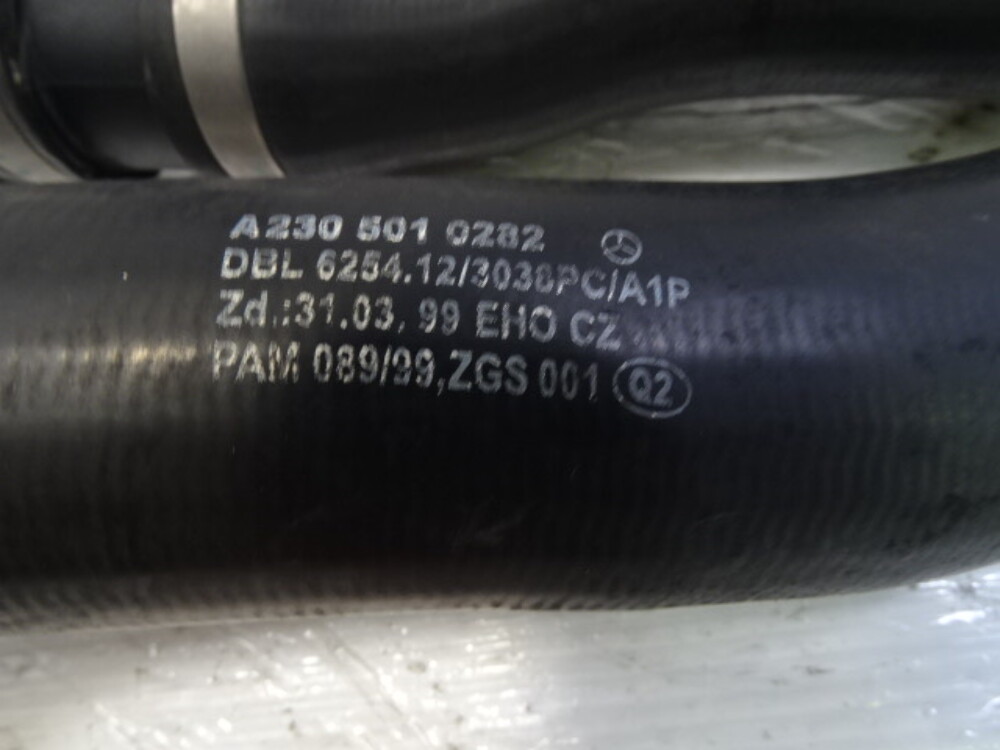 A230 501 0282
DBL 6254.12/3038PC/A1P
Zd.:31.03.99 EHO CZ
PAM 089/99,ZGS 001 Q2